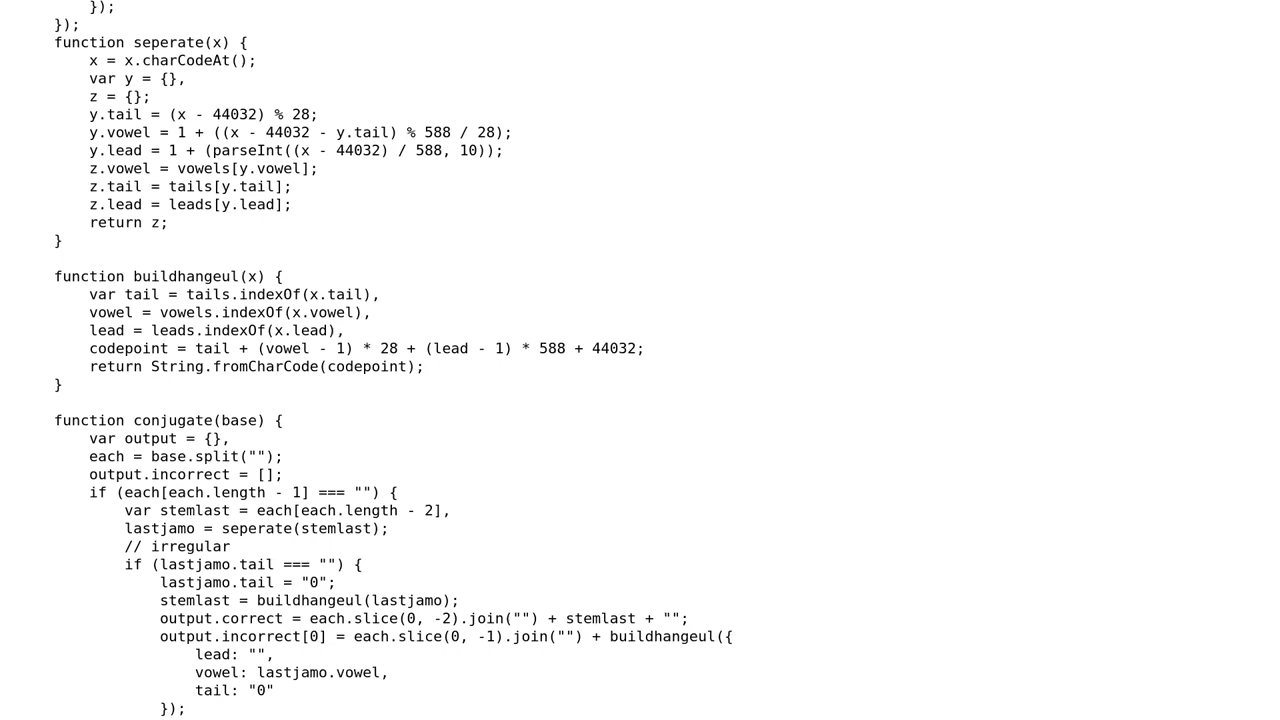 });
});
function seperate(x) {
    x = x.charCodeAt();
    var y = {},
    z = {};
    y.tail = (x - 44032) % 28;
    y.vowel = 1 + ((x - 44032 - y.tail) % 588 / 28);
    y.lead = 1 + (parseInt((x - 44032) / 588, 10));
    z.vowel = vowels[y.vowel];
    z.tail = tails[y.tail];
    z.lead = leads[y.lead];
    return z;
}
function buildhangeul(x) {
    var tail = tails.indexOf(x.tail),
    vowel = vowels.indexOf(x.vowel),
    lead = leads.indexOf(x.lead),
    codepoint = tail + (vowel - 1) * 28 + (lead - 1) * 588 + 44032;
    return String.fromCharCode(codepoint);
}
function conjugate(base) {
    var output = {},
    each = base.split("");
    output.incorrect = [];
    if (each[each.length - 1] === "") {
        var stemlast = each[each.length - 2],
        lastjamo = seperate(stemlast);
        // irregular
        if (lastjamo.tail === "") {
            lastjamo.tail = "0";
            stemlast = buildhangeul(lastjamo);
            output.correct = each.slice(0, -2).join("") + stemlast + "";
            output.incorrect[0] = each.slice(0, -1).join("") + buildhangeul({
                lead: "",
                vowel: lastjamo.vowel,
                tail: "0"
            });